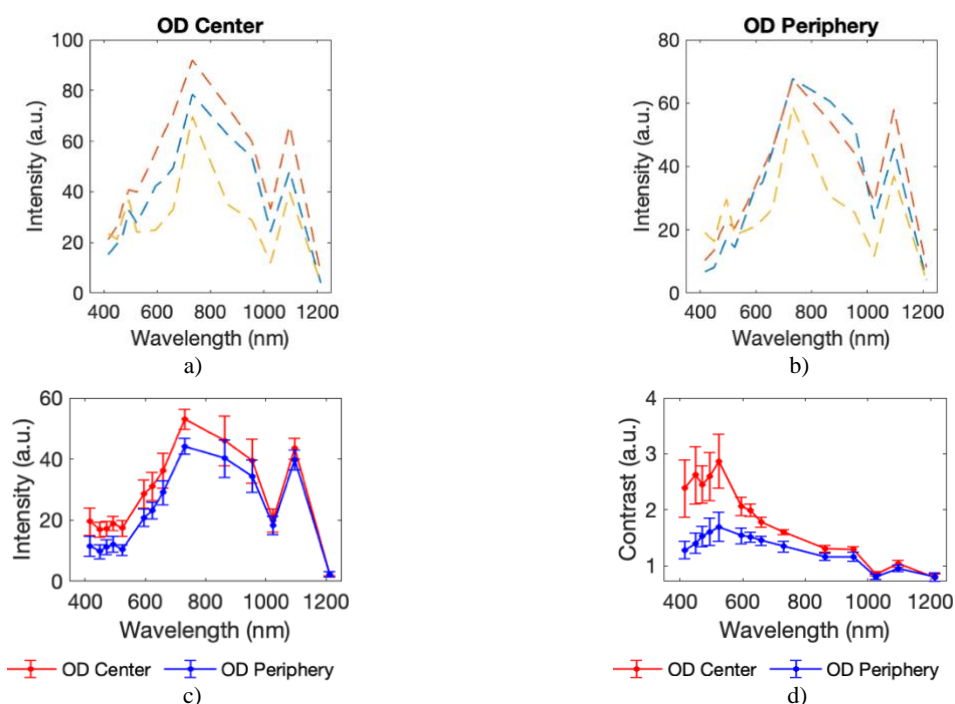 OD Center
100
80
60
40
20
0
400 600 800 1000 1200
Intensity (a.u.)
Wavelength (nm)
a)
OD Periphery
80
60
40
20
0
400 600 800 1000 1200
Intensity (a.u.)
Wavelength (nm)
b)
60
40
20
0
400 600 800 1000 1200
Intensity (a.u.)
Wavelength (nm)
OD Center OD Periphery
c)
4
3
2
1
400 600 800 1000 1200
Contrast (a.u.)
Wavelength (nm)
OD Center OD Periphery
d)